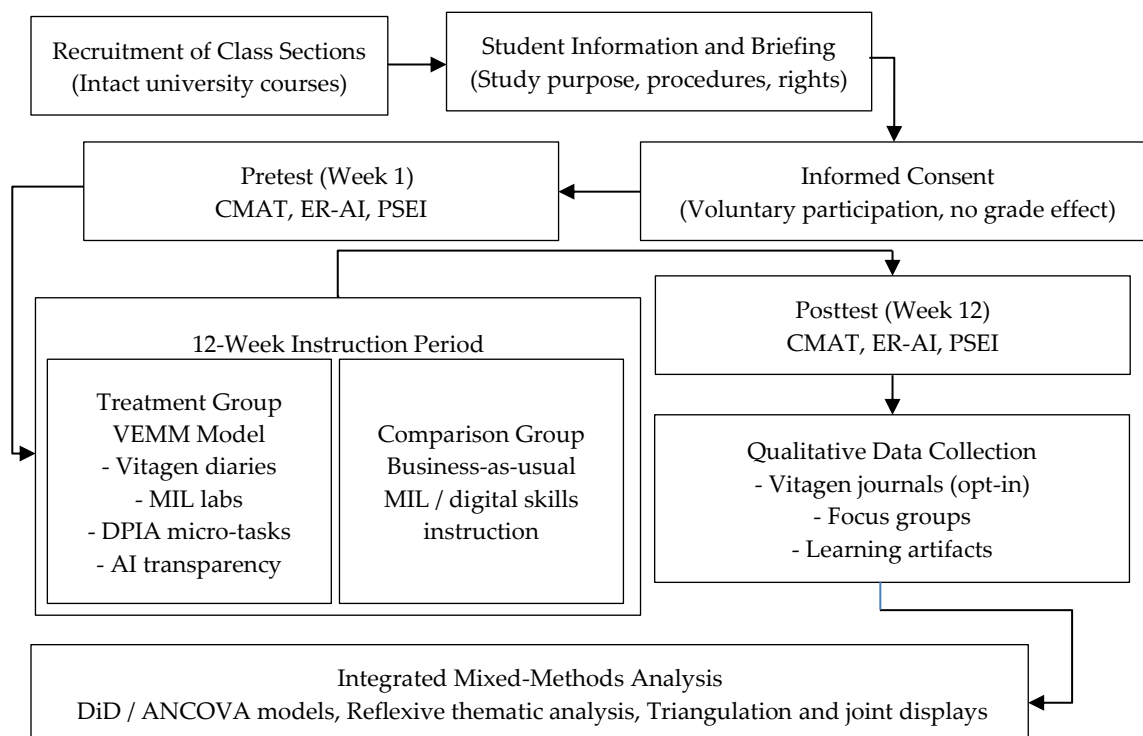 Recruitment of Class Sections
(Intact university courses)
Student Information and Briefing
(Study purpose, procedures, rights)
Informed Consent
(Voluntary participation, no grade effect)
Pretest (Week 1)
CMAT, ER-AI, PSEI
12-Week Instruction Period
Treatment Group
VEMM Model
- Vitagen diaries
- MIL labs
- DPIA micro-tasks
- AI transparency
Comparison Group
Business-as-usual
MIL / digital skills
instruction
Posttest (Week 12)
CMAT, ER-AI, PSEI
Qualitative Data Collection
- Vitagen journals (opt-in)
- Focus groups
- Learning artifacts
Integrated Mixed-Methods Analysis
DiD / ANCOVA models, Reflexive thematic analysis, Triangulation and joint displays